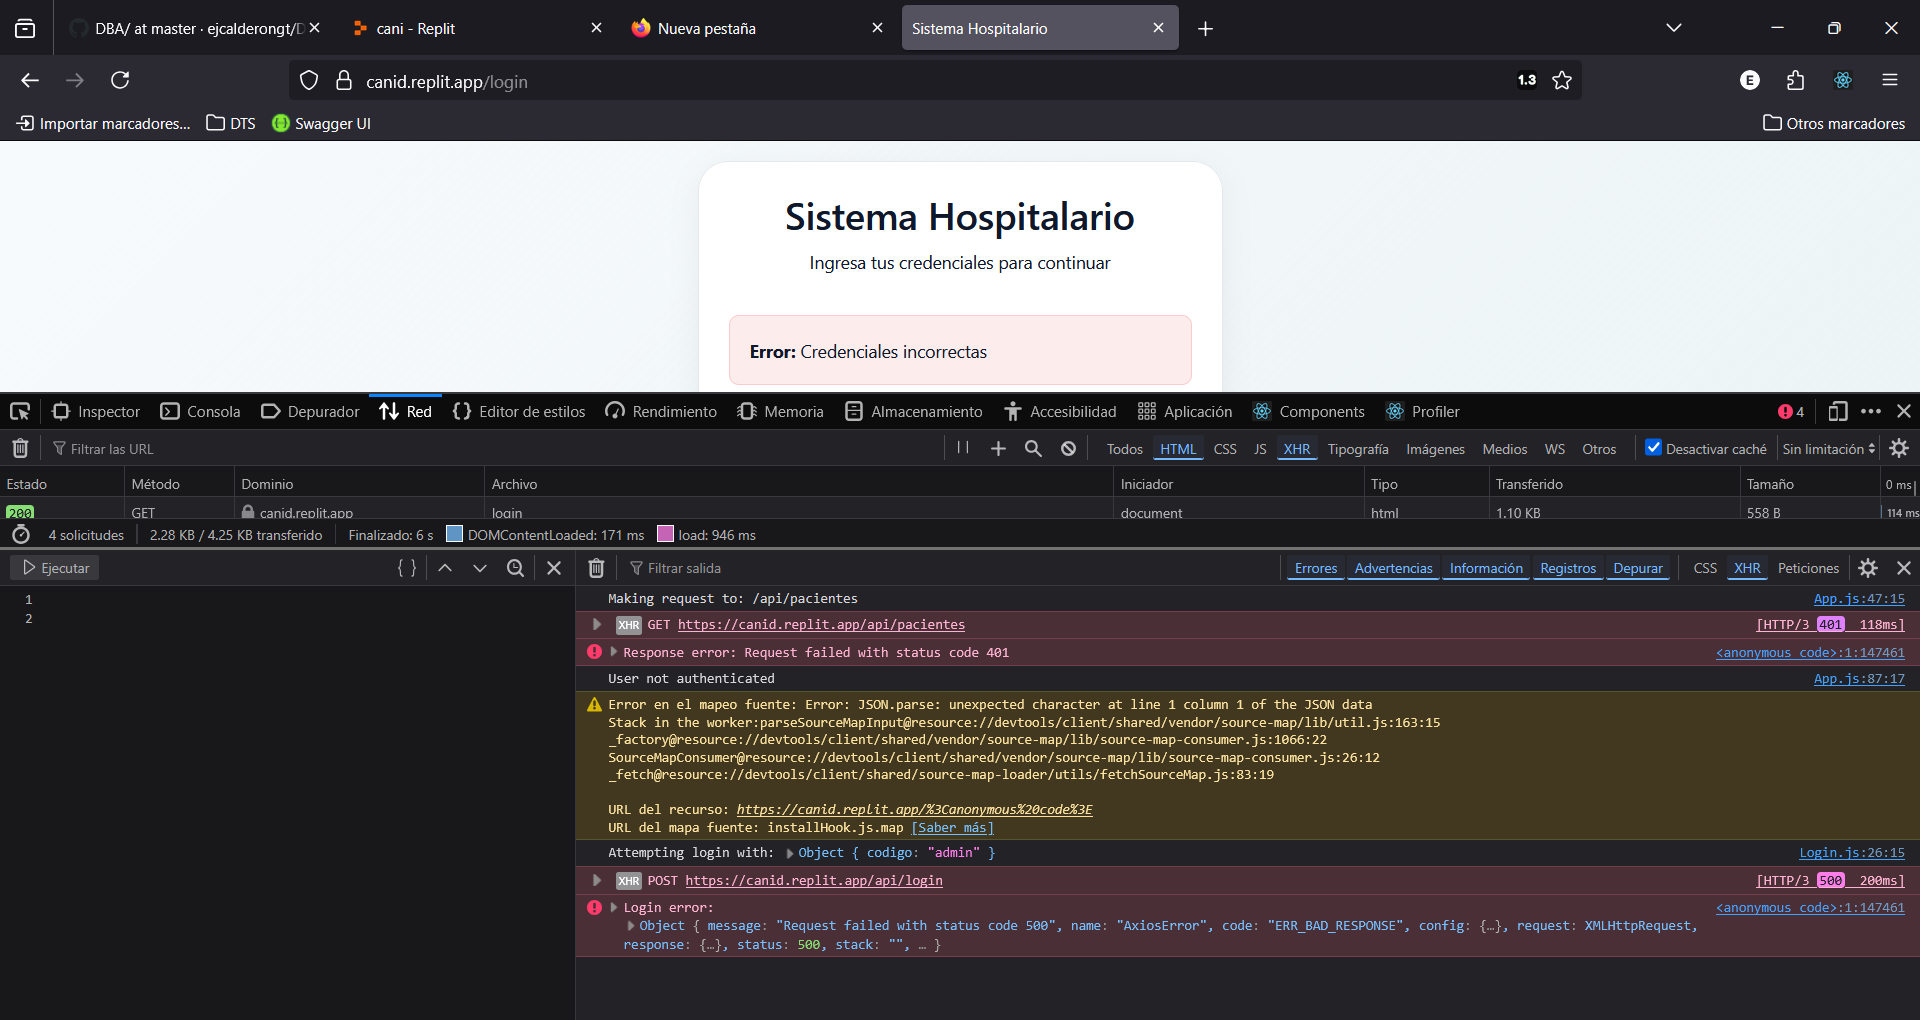 DBA/ at master · ejcalderongt/D
cani - Replit
Nueva pestaña
Sistema Hospitalario
canid.replit.app/login
1.3
E
Importar marcadores...
DTS
Swagger UI
Otros marcadores
Sistema Hospitalario
Ingresa tus credenciales para continuar
Error: Credenciales incorrectas
Inspector
Consola
Depurador
Red
Editor de estilos
Rendimiento
Memoria
Almacenamiento
Accesibilidad
Aplicación
Components
Profiler
4
Filtrar las URL
Todos
HTML
CSS
JS
XHR
Tipografía
Imágenes
Medios
WS
Otros
Desactivar caché
Sin limitación
Estado
Método
Dominio
Archivo
Iniciador
Tipo
Transferido
Tamaño
0 ms
200
GET
canid.replit.app
login
document
html
1.10 KB
558 B
114 ms
4 solicitudes
2.28 KB / 4.25 KB transferido
Finalizado: 6 s
DOMContentLoaded: 171 ms
load: 946 ms
Ejecutar
{ }
Filtrar salida
Errores
Advertencias
Información
Registros
Depurar
CSS
XHR
Peticiones
1
2
Making request to: /api/pacientes App.js:47:15
XHR GET https://canid.replit.app/api/pacientes [HTTP/3 401 118ms]
Response error: Request failed with status code 401 <anonymous code>:1:147461
User not authenticated App.js:87:17
Error en el mapeo fuente: Error: JSON.parse: unexpected character at line 1 column 1 of the JSON data
Stack in the worker:parseSourceMapInput@resource://devtools/client/shared/vendor/source-map/lib/util.js:163:15
_factory@resource://devtools/client/shared/vendor/source-map/lib/source-map-consumer.js:1066:22
SourceMapConsumer@resource://devtools/client/shared/vendor/source-map/lib/source-map-consumer.js:26:12
_fetch@resource://devtools/client/shared/source-map-loader/utils/fetchSourceMap.js:83:19
URL del recurso: https://canid.replit.app/%3Canonymous%20code%3E
URL del mapa fuente: installHook.js.map [Saber más]
Attempting login with: Object { codigo: "admin" } Login.js:26:15
XHR POST https://canid.replit.app/api/login [HTTP/3 500 200ms]
Login error: <anonymous code>:1:147461
Object { message: "Request failed with status code 500", name: "AxiosError", code: "ERR_BAD_RESPONSE", config: {…}, request: XMLHttpRequest,
response: {…}, status: 500, stack: "", … }